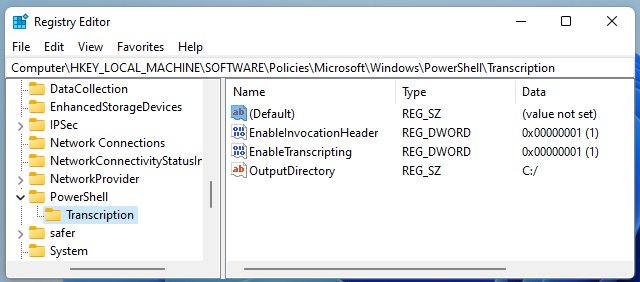 Registry Editor
File Edit View Favorites Help
Computer\HKEY_LOCAL_MACHINE\SOFTWARE\Policies\Microsoft\Windows\PowerShell\Transcription
DataCollection
EnhancedStorageDevices
IPSec
Network Connections
NetworkConnectivityStatusIn
NetworkProvider
PowerShell
Transcription
safer
System
Name Type Data
(Default) REG_SZ (value not set)
EnableInvocationHeader REG_DWORD 0x00000001 (1)
EnableTranscripting REG_DWORD 0x00000001 (1)
OutputDirectory REG_SZ C:/